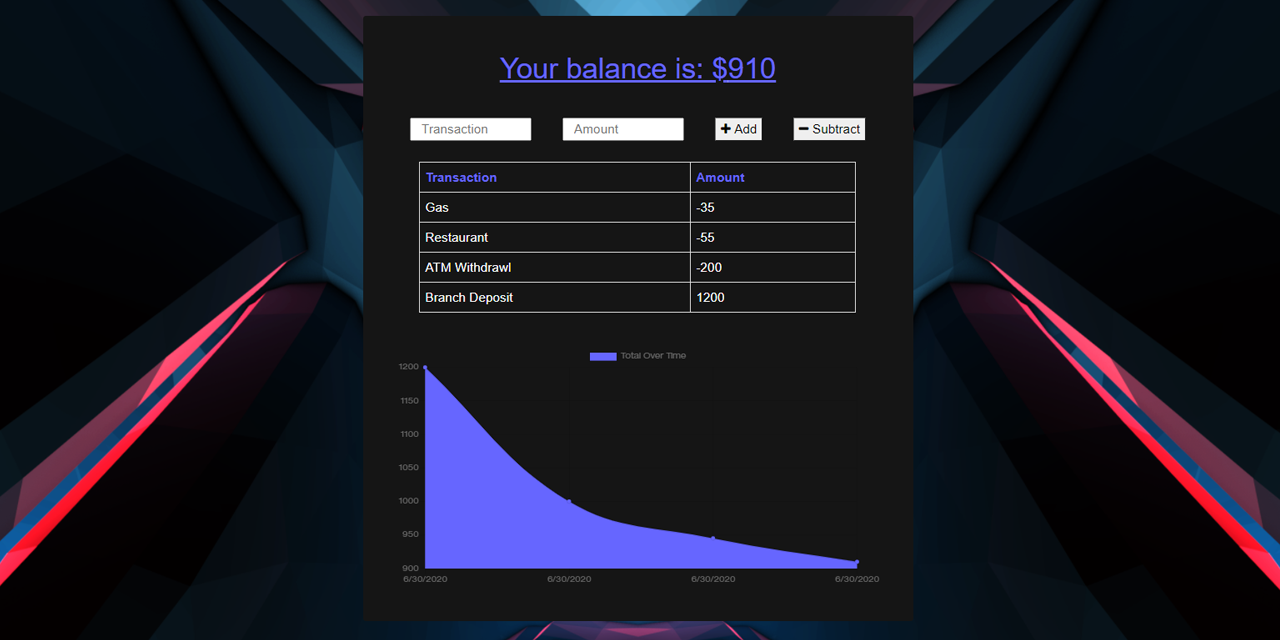 Your balance is: $910
Transaction Amount + Add − Subtract
Transaction Amount
Gas -35
Restaurant -55
ATM Withdrawl -200
Branch Deposit 1200
Total Over Time
1200
1150
1100
1050
1000
950
900
6/30/2020 6/30/2020 6/30/2020 6/30/2020